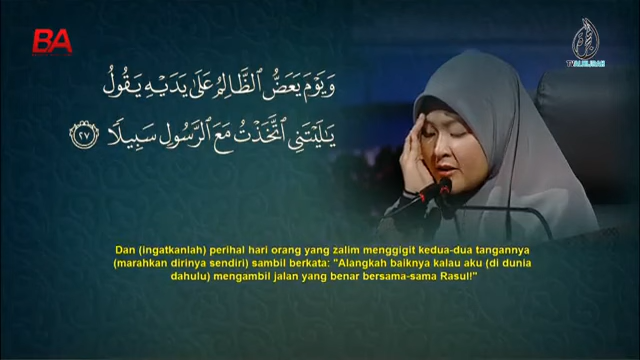 BA
TV ALHIJRAH
وَيَوْمَ يَعَضُّ ٱلظَّالِمُ عَلَىٰ يَدَيْهِ يَقُولُ
يَٰلَيْتَنِى ٱتَّخَذْتُ مَعَ ٱلرَّسُولِ سَبِيلًا ٢٧
Dan (ingatkanlah) perihal hari orang yang zalim menggigit kedua-dua tangannya
(marahkan dirinya sendiri) sambil berkata: "Alangkah baiknya kalau aku (di dunia
dahulu) mengambil jalan yang benar bersama-sama Rasul!"